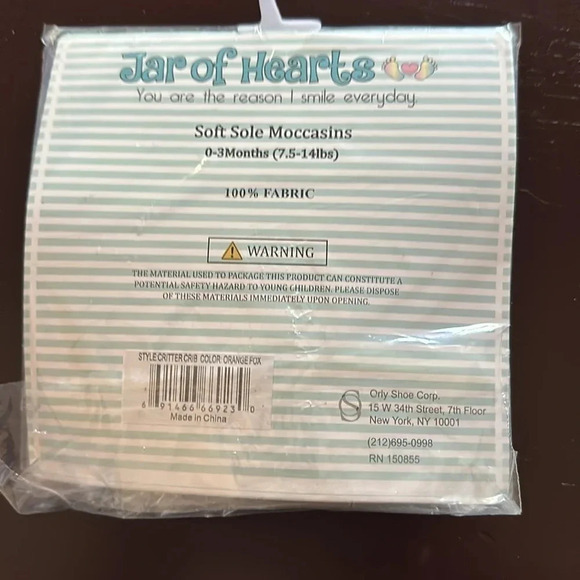 Jar of Hearts
You are the reason I smile everyday.
Soft Sole Moccasins
0-3Months (7.5-14lbs)
100% FABRIC
WARNING
THE MATERIAL USED TO PACKAGE THIS PRODUCT CAN CONSTITUTE A
POTENTIAL SAFETY HAZARD TO YOUNG CHILDREN. PLEASE DISPOSE
OF THESE MATERIALS IMMEDIATELY UPON OPENING.
STYLE:CRITTER CRIB COLOR: ORANGE FOX
6 91466 66923 0
Made in China
Orly Shoe Corp.
15 W 34th Street, 7th Floor
New York, NY 10001
(212)695-0998
RN 150855